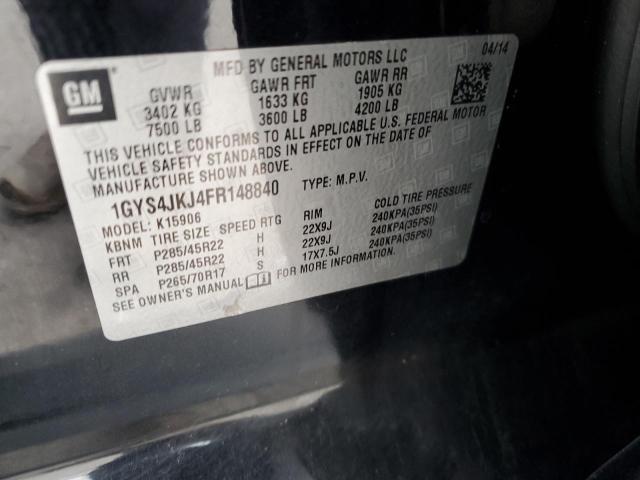 GM
MFD BY GENERAL MOTORS LLC 04/14
GVWR GAWR FRT GAWR RR
3402 KG 1633 KG 1905 KG
7500 LB 3600 LB 4200 LB
THIS VEHICLE CONFORMS TO ALL APPLICABLE U.S. FEDERAL MOTOR
VEHICLE SAFETY STANDARDS IN EFFECT ON THE DATE OF
MANUFACTURE SHOWN ABOVE.
1GYS4JKJ4FR148840 TYPE: M.P.V.
MODEL: K15906
KBNM TIRE SIZE SPEED RTG RIM COLD TIRE PRESSURE
FRT P285/45R22 H 22X9J 240KPA(35PSI)
RR P285/45R22 H 22X9J 240KPA(35PSI)
SPA P265/70R17 S 17X7.5J 240KPA(35PSI)
SEE OWNER'S MANUAL FOR MORE INFORMATION.